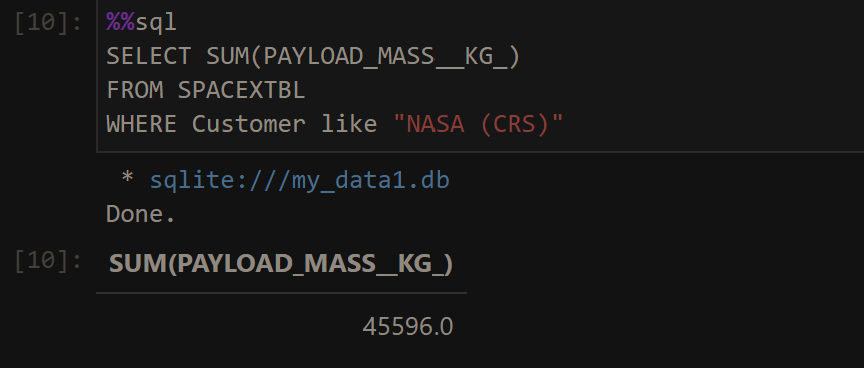 [10]: %%sql
SELECT SUM(PAYLOAD_MASS__KG_)
FROM SPACEXTBL
WHERE Customer like "NASA (CRS)"
* sqlite:///my_data1.db
Done.
[10]: SUM(PAYLOAD_MASS__KG_)
45596.0